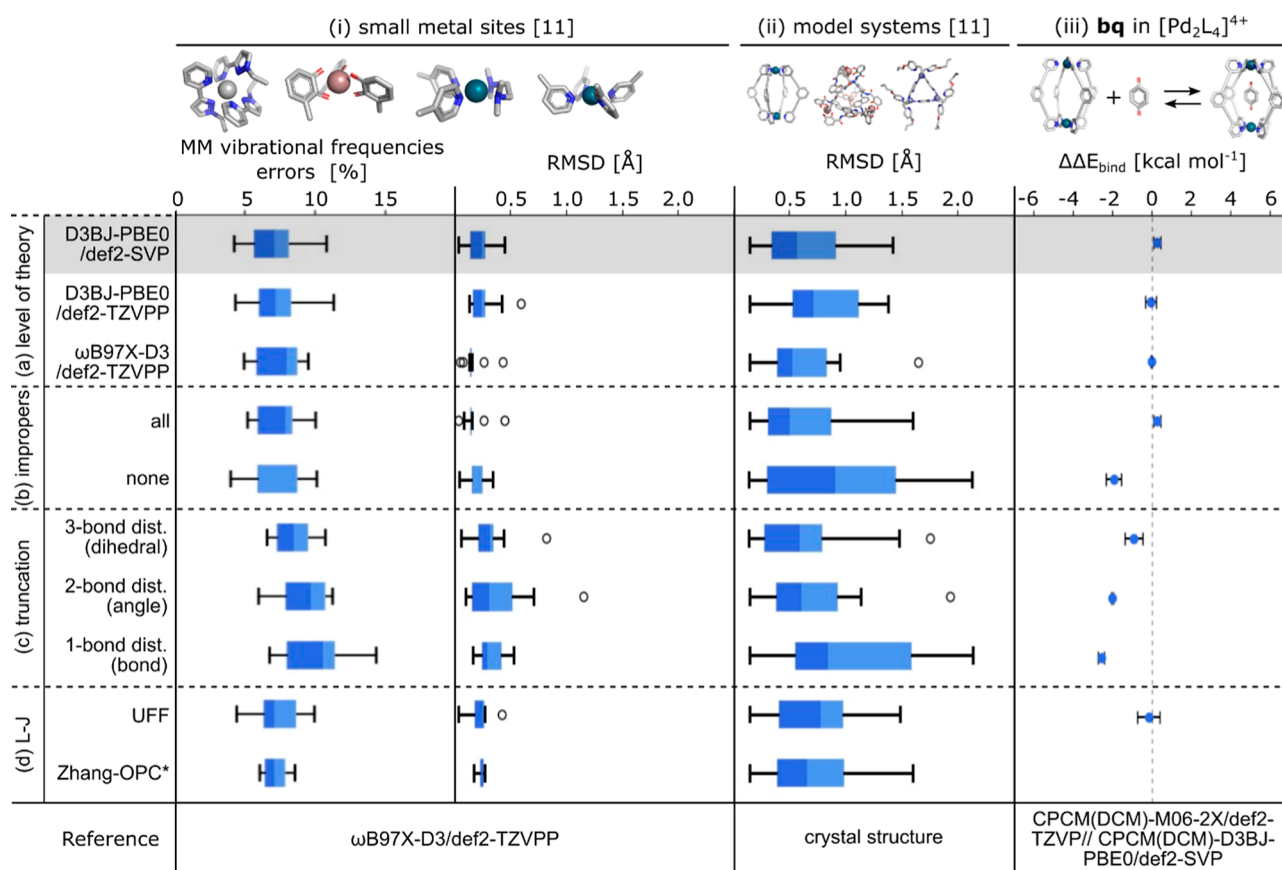 (i) small metal sites [11]
(ii) model systems [11]
(iii) bq in [Pd₂L₄]⁴⁺
+
MM vibrational frequencies
errors [%]
RMSD [Å]
RMSD [Å]
ΔΔE_bind [kcal mol⁻¹]
0 5 10 15
0.5 1.0 1.5 2.0
0.5 1.0 1.5 2.0
-6 -4 -2 0 2 4 6
(a) level of theory
D3BJ-PBE0
/def2-SVP
D3BJ-PBE0
/def2-TZVPP
ωB97X-D3
/def2-TZVPP
(b) impropers
all
none
(c) truncation
3-bond dist.
(dihedral)
2-bond dist.
(angle)
1-bond dist.
(bond)
(d) L-J
UFF
Zhang-OPC*
Reference
ωB97X-D3/def2-TZVPP
crystal structure
CPCM(DCM)-M06-2X/def2-
TZVP// CPCM(DCM)-D3BJ-
PBE0/def2-SVP